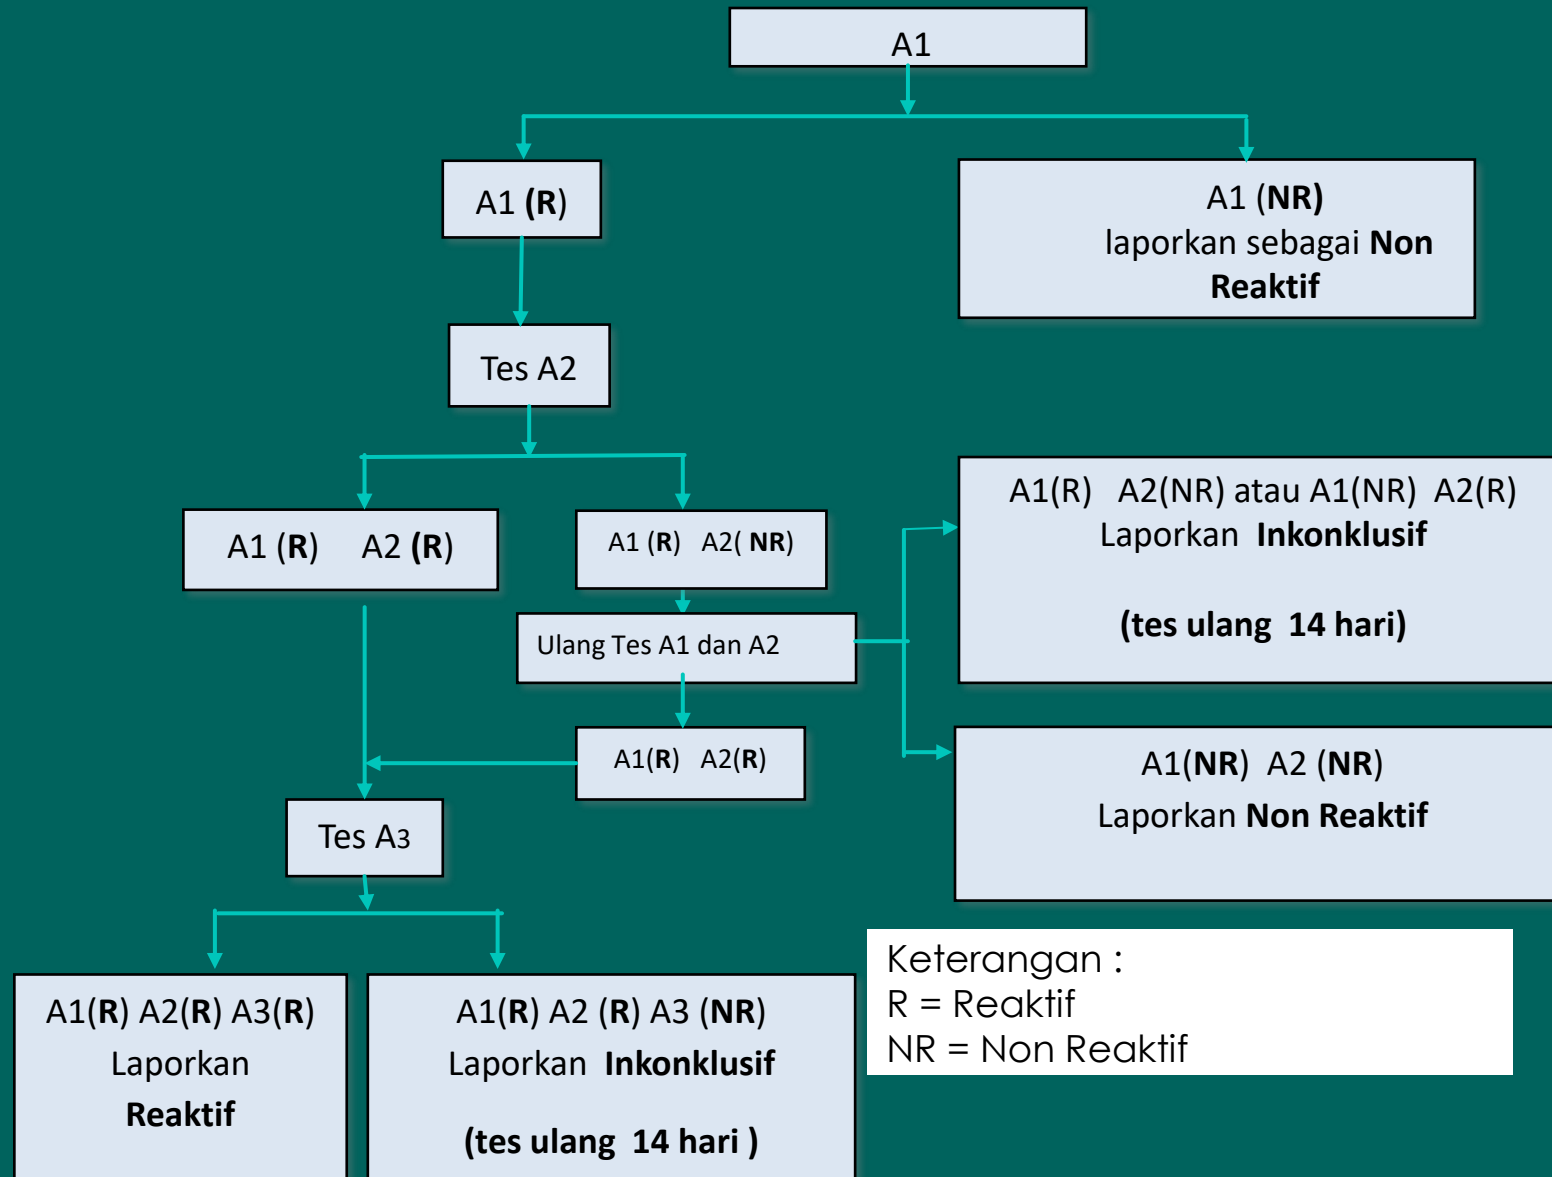 A1
A1 (R)
A1 (NR)
laporkan sebagai Non
Reaktif
Tes A2
A1 (R) A2 (R)
A1 (R) A2( NR)
A1(R) A2(NR) atau A1(NR) A2(R)
Laporkan Inkonklusif
(tes ulang 14 hari)
Ulang Tes A1 dan A2
A1(R) A2(R)
A1(NR) A2 (NR)
Laporkan Non Reaktif
Tes A3
A1(R) A2(R) A3(R)
Laporkan
Reaktif
A1(R) A2 (R) A3 (NR)
Laporkan Inkonklusif
(tes ulang 14 hari )
Keterangan :
R = Reaktif
NR = Non Reaktif